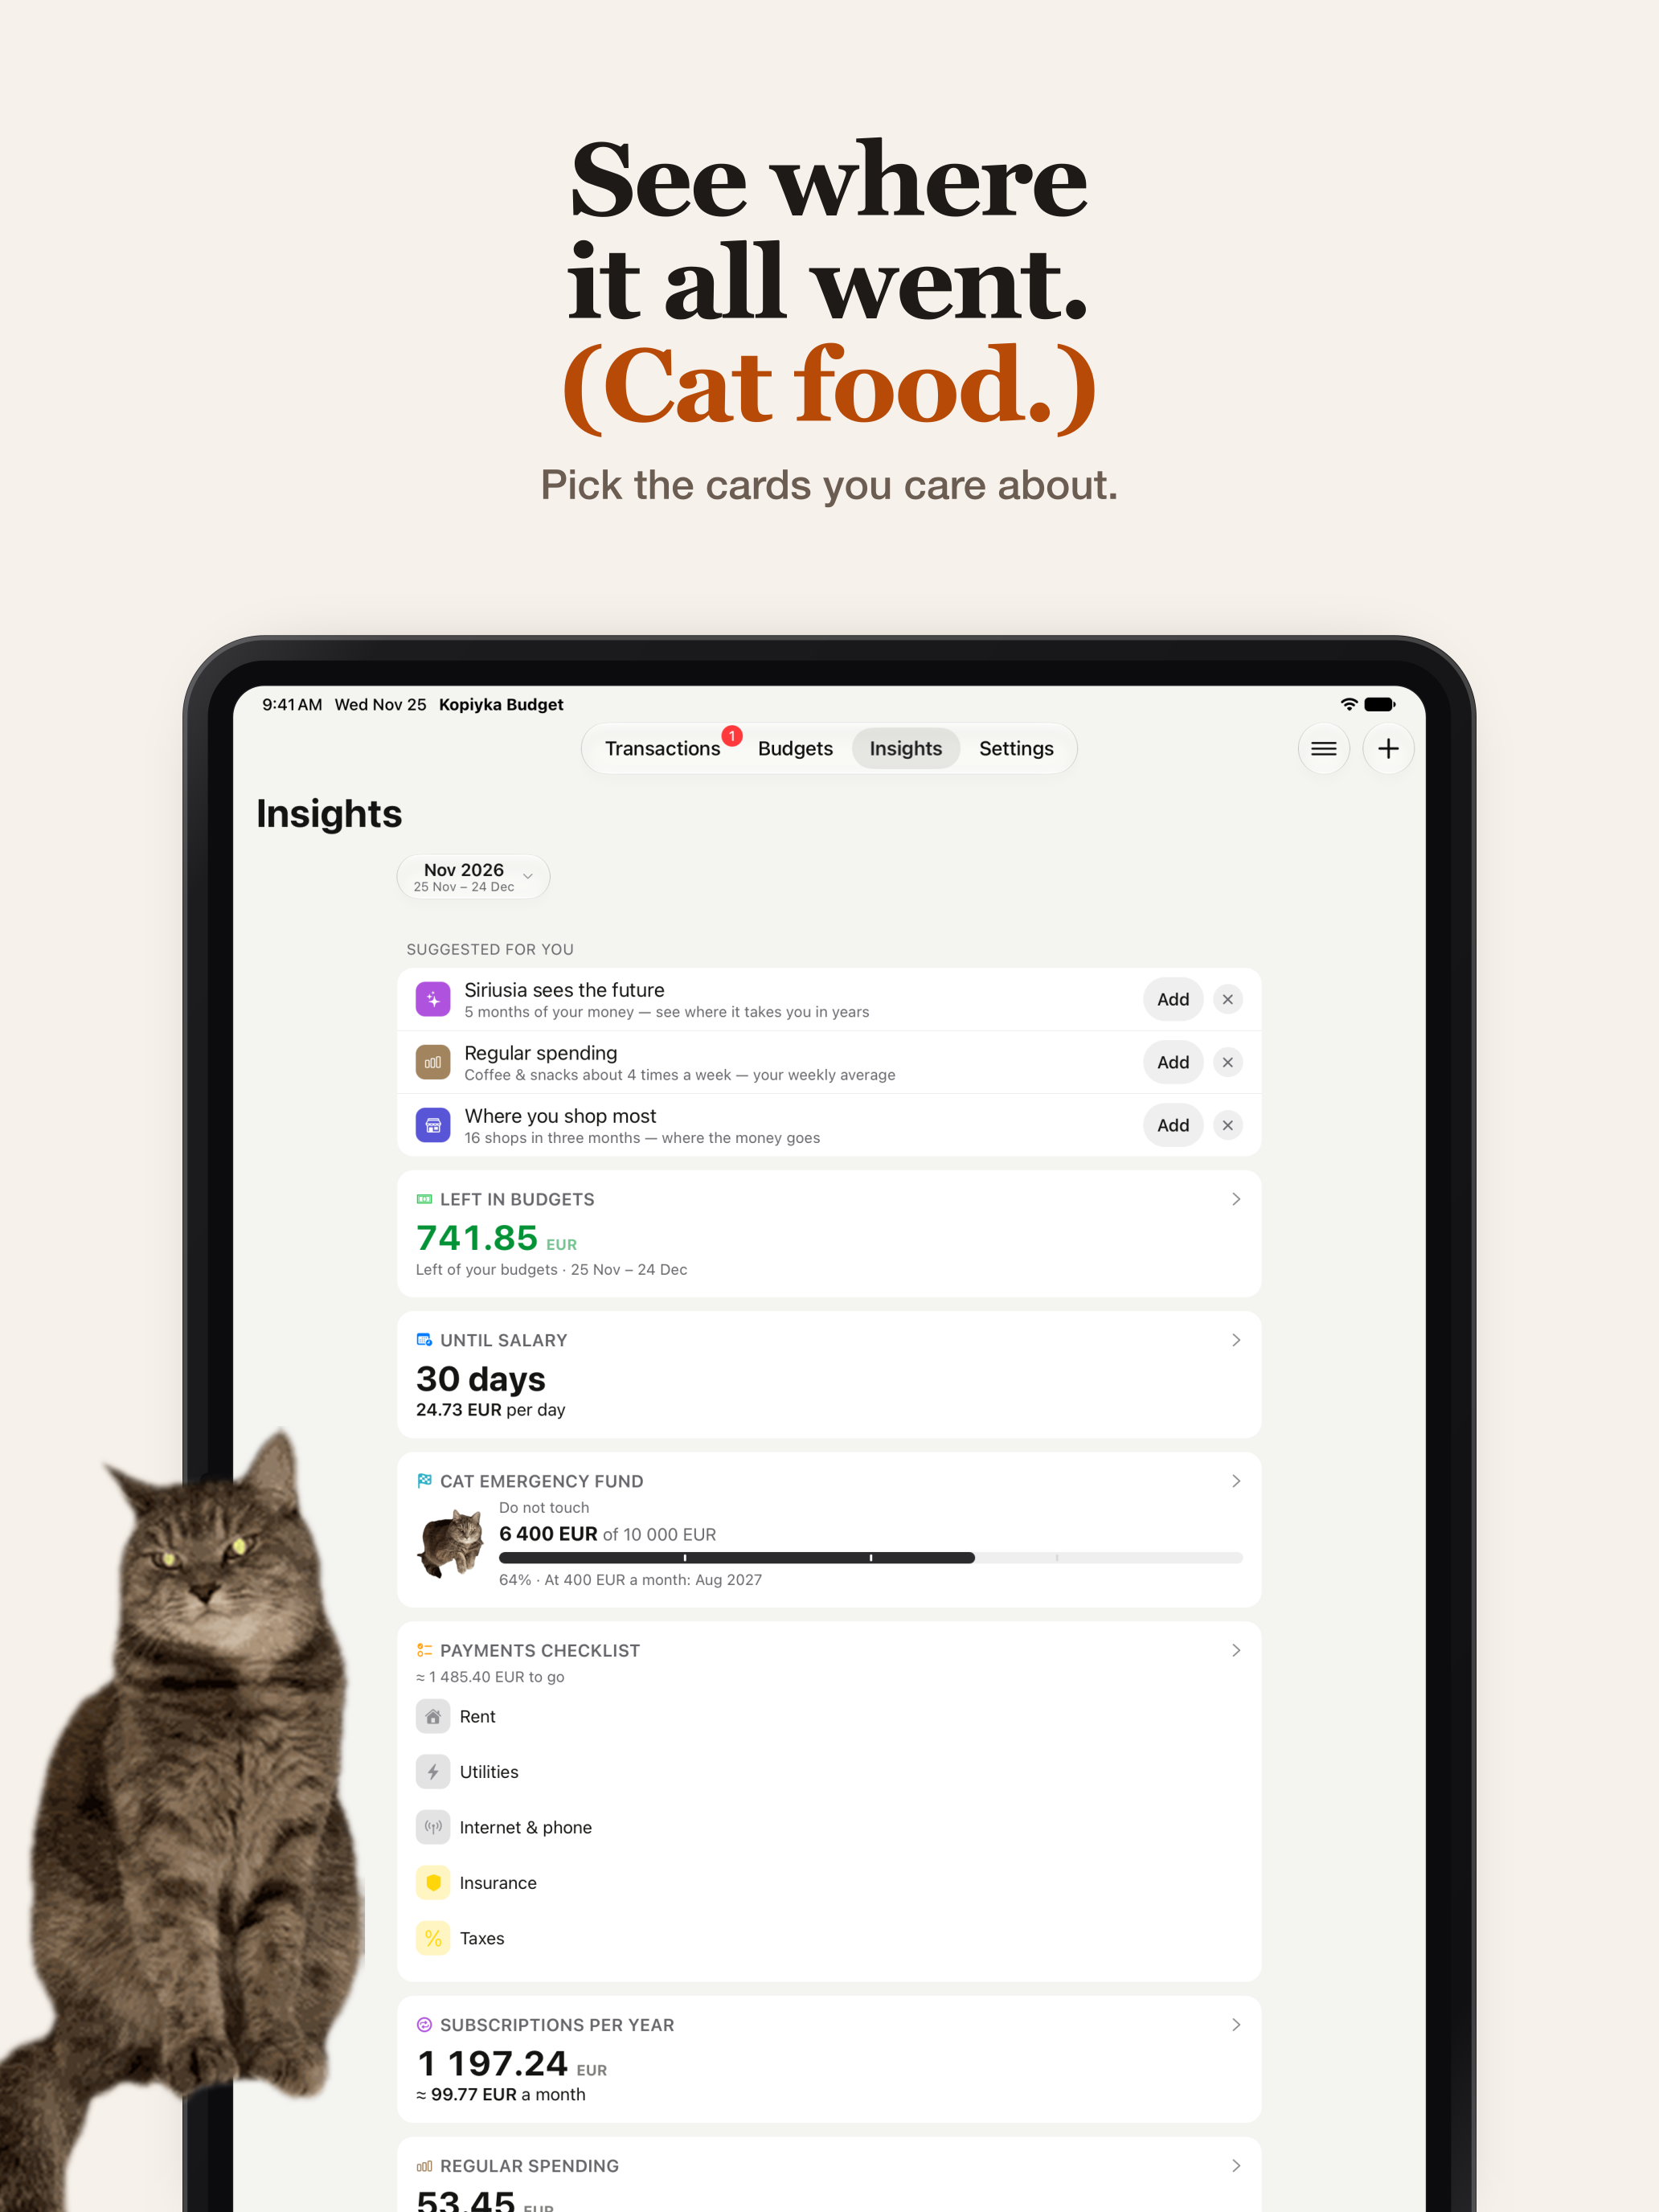 See where
it all went.
(Cat food.)
Pick the cards you care about.
9:41 AM Wed Nov 25 Kopiyka Budget
Transactions 1 Budgets Insights Settings
Insights
Nov 2026
25 Nov – 24 Dec
SUGGESTED FOR YOU
Siriusia sees the future
5 months of your money — see where it takes you in years
Add
Regular spending
Coffee & snacks about 4 times a week — your weekly average
Add
Where you shop most
16 shops in three months — where the money goes
Add
LEFT IN BUDGETS
741.85 EUR
Left of your budgets · 25 Nov – 24 Dec
UNTIL SALARY
30 days
24.73 EUR per day
CAT EMERGENCY FUND
Do not touch
6 400 EUR of 10 000 EUR
64% · At 400 EUR a month: Aug 2027
PAYMENTS CHECKLIST
≈ 1 485.40 EUR to go
Rent
Utilities
Internet & phone
Insurance
% Taxes
SUBSCRIPTIONS PER YEAR
1 197.24 EUR
≈ 99.77 EUR a month
REGULAR SPENDING
53.45 EUR